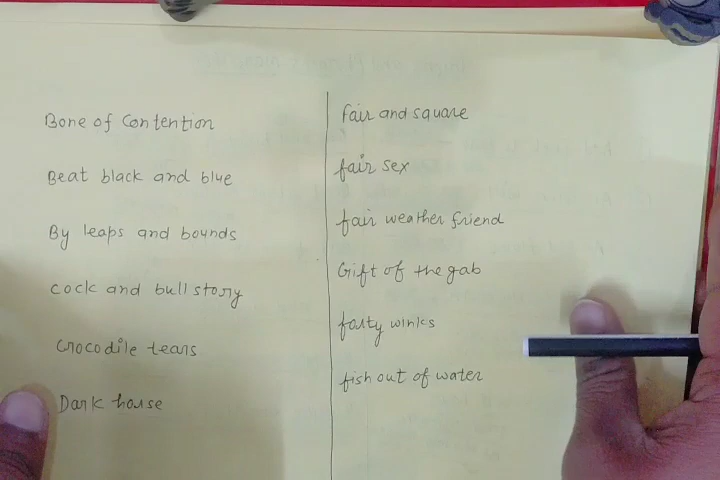 Bone of Contention
Beat black and blue
By leaps and bounds
Cock and bull story
Crocodile tears
Dark horse
Fair and square
fair sex
fair weather friend
Gift of the gab
forty winks
fish out of water